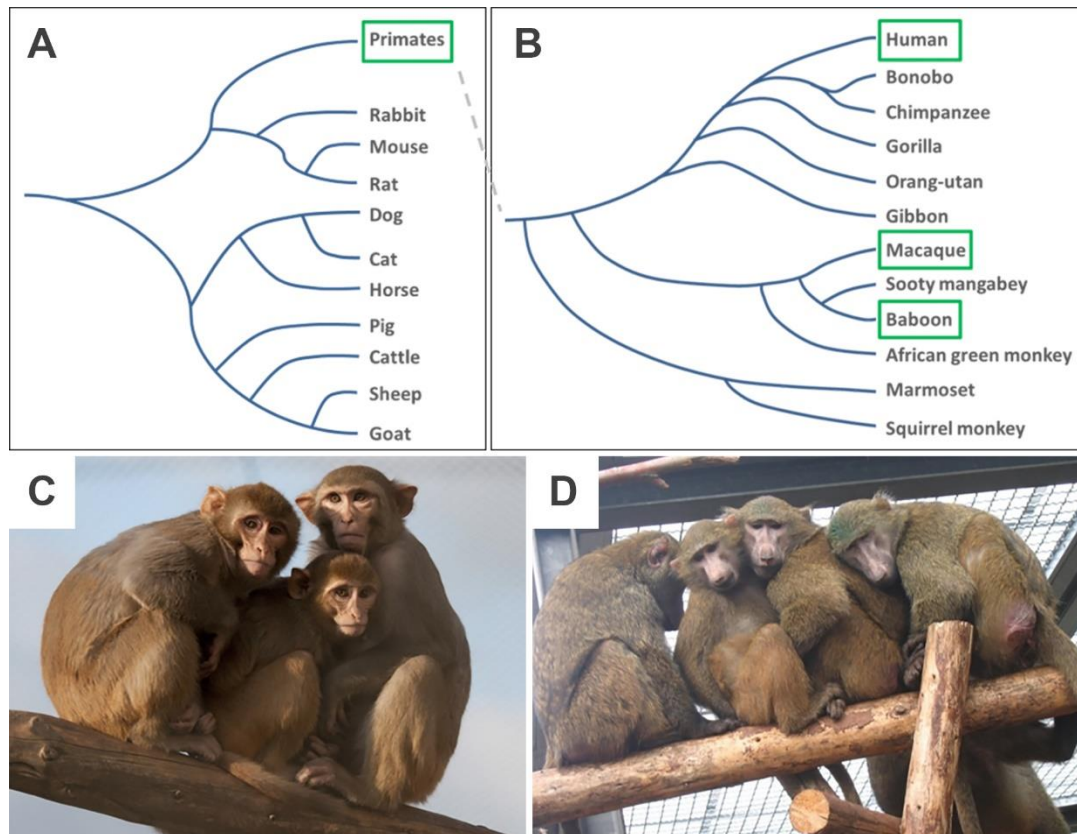 A
Primates
Rabbit
Mouse
Rat
Dog
Cat
Horse
Pig
Cattle
Sheep
Goat
B
Human
Bonobo
Chimpanzee
Gorilla
Orang-utan
Gibbon
Macaque
Sooty mangabey
Baboon
African green monkey
Marmoset
Squirrel monkey
C
D